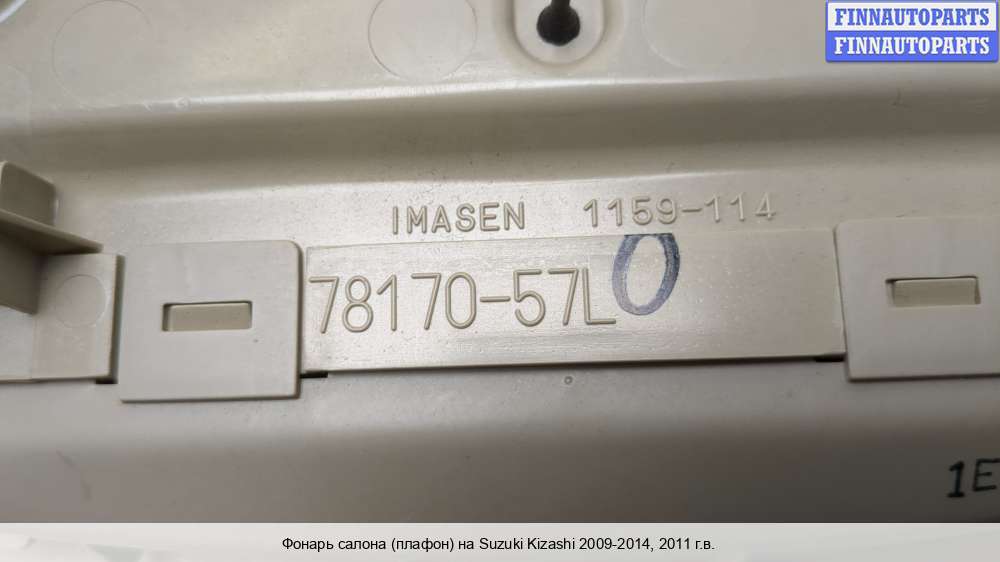 FINNAUTOPARTS
FINNAUTOPARTS
IMASEN 1159-114
78170-57L0
1E
Фонарь салона (плафон) на Suzuki Kizashi 2009-2014, 2011 г.в.